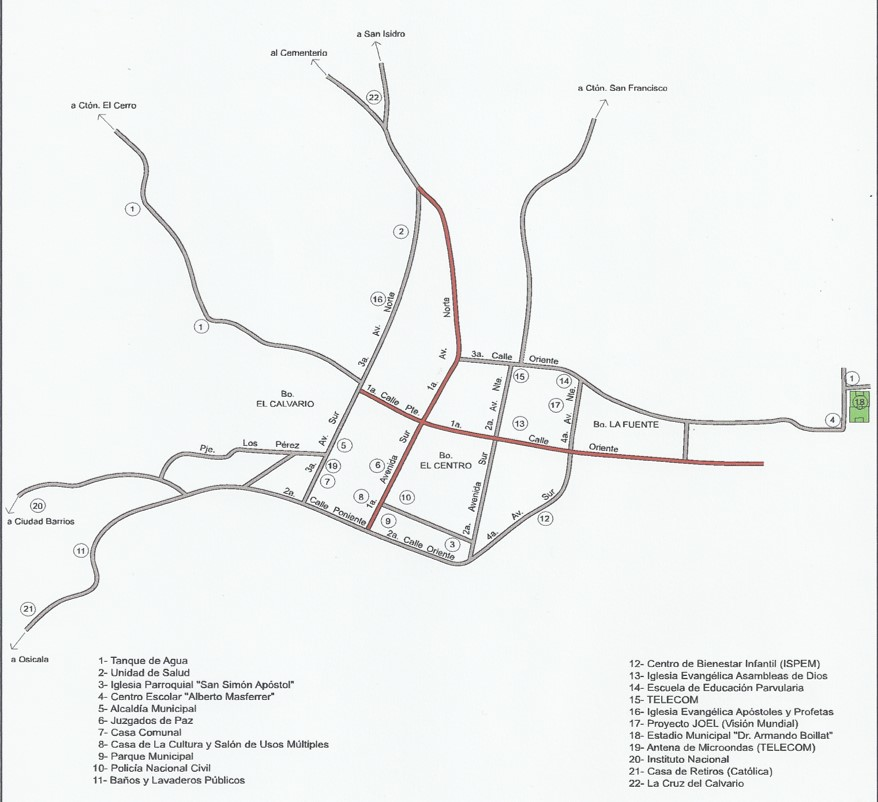 a San Isidro
al Cementerio
22
a Ctón. San Francisco
a Ctón. El Cerro
1
2
16
3a. Av. Norte
1a. Av. Norte
1
3a. Calle Oriente
15
14
1
18
4
1a. Calle Pte.
Bo.
EL CALVARIO
2a. Av. Nte.
17
4a. Av. Nte.
13
Bo. LA FUENTE
1a. Calle Oriente
3a. Av. Sur
5
Pje. Los Pérez
19
7
6
Bo.
EL CENTRO
1a. Avenida Sur
2a. Avenida Sur
8
10
9
3
2a. Calle Poniente
2a. Calle Oriente
4a. Av. Sur
12
20
a Ciudad Barrios
11
21
a Osicala
1- Tanque de Agua
2- Unidad de Salud
3- Iglesia Parroquial "San Simón Apóstol"
4- Centro Escolar "Alberto Masferrer"
5- Alcaldía Municipal
6- Juzgados de Paz
7- Casa Comunal
8- Casa de La Cultura y Salón de Usos Múltiples
9- Parque Municipal
10- Policía Nacional Civil
11- Baños y Lavaderos Públicos
12- Centro de Bienestar Infantil (ISPEM)
13- Iglesia Evangélica Asambleas de Dios
14- Escuela de Educación Parvularia
15- TELECOM
16- Iglesia Evangélica Apóstoles y Profetas
17- Proyecto JOEL (Visión Mundial)
18- Estadio Municipal "Dr. Armando Boillat"
19- Antena de Microondas (TELECOM)
20- Instituto Nacional
21- Casa de Retiros (Católica)
22- La Cruz del Calvario